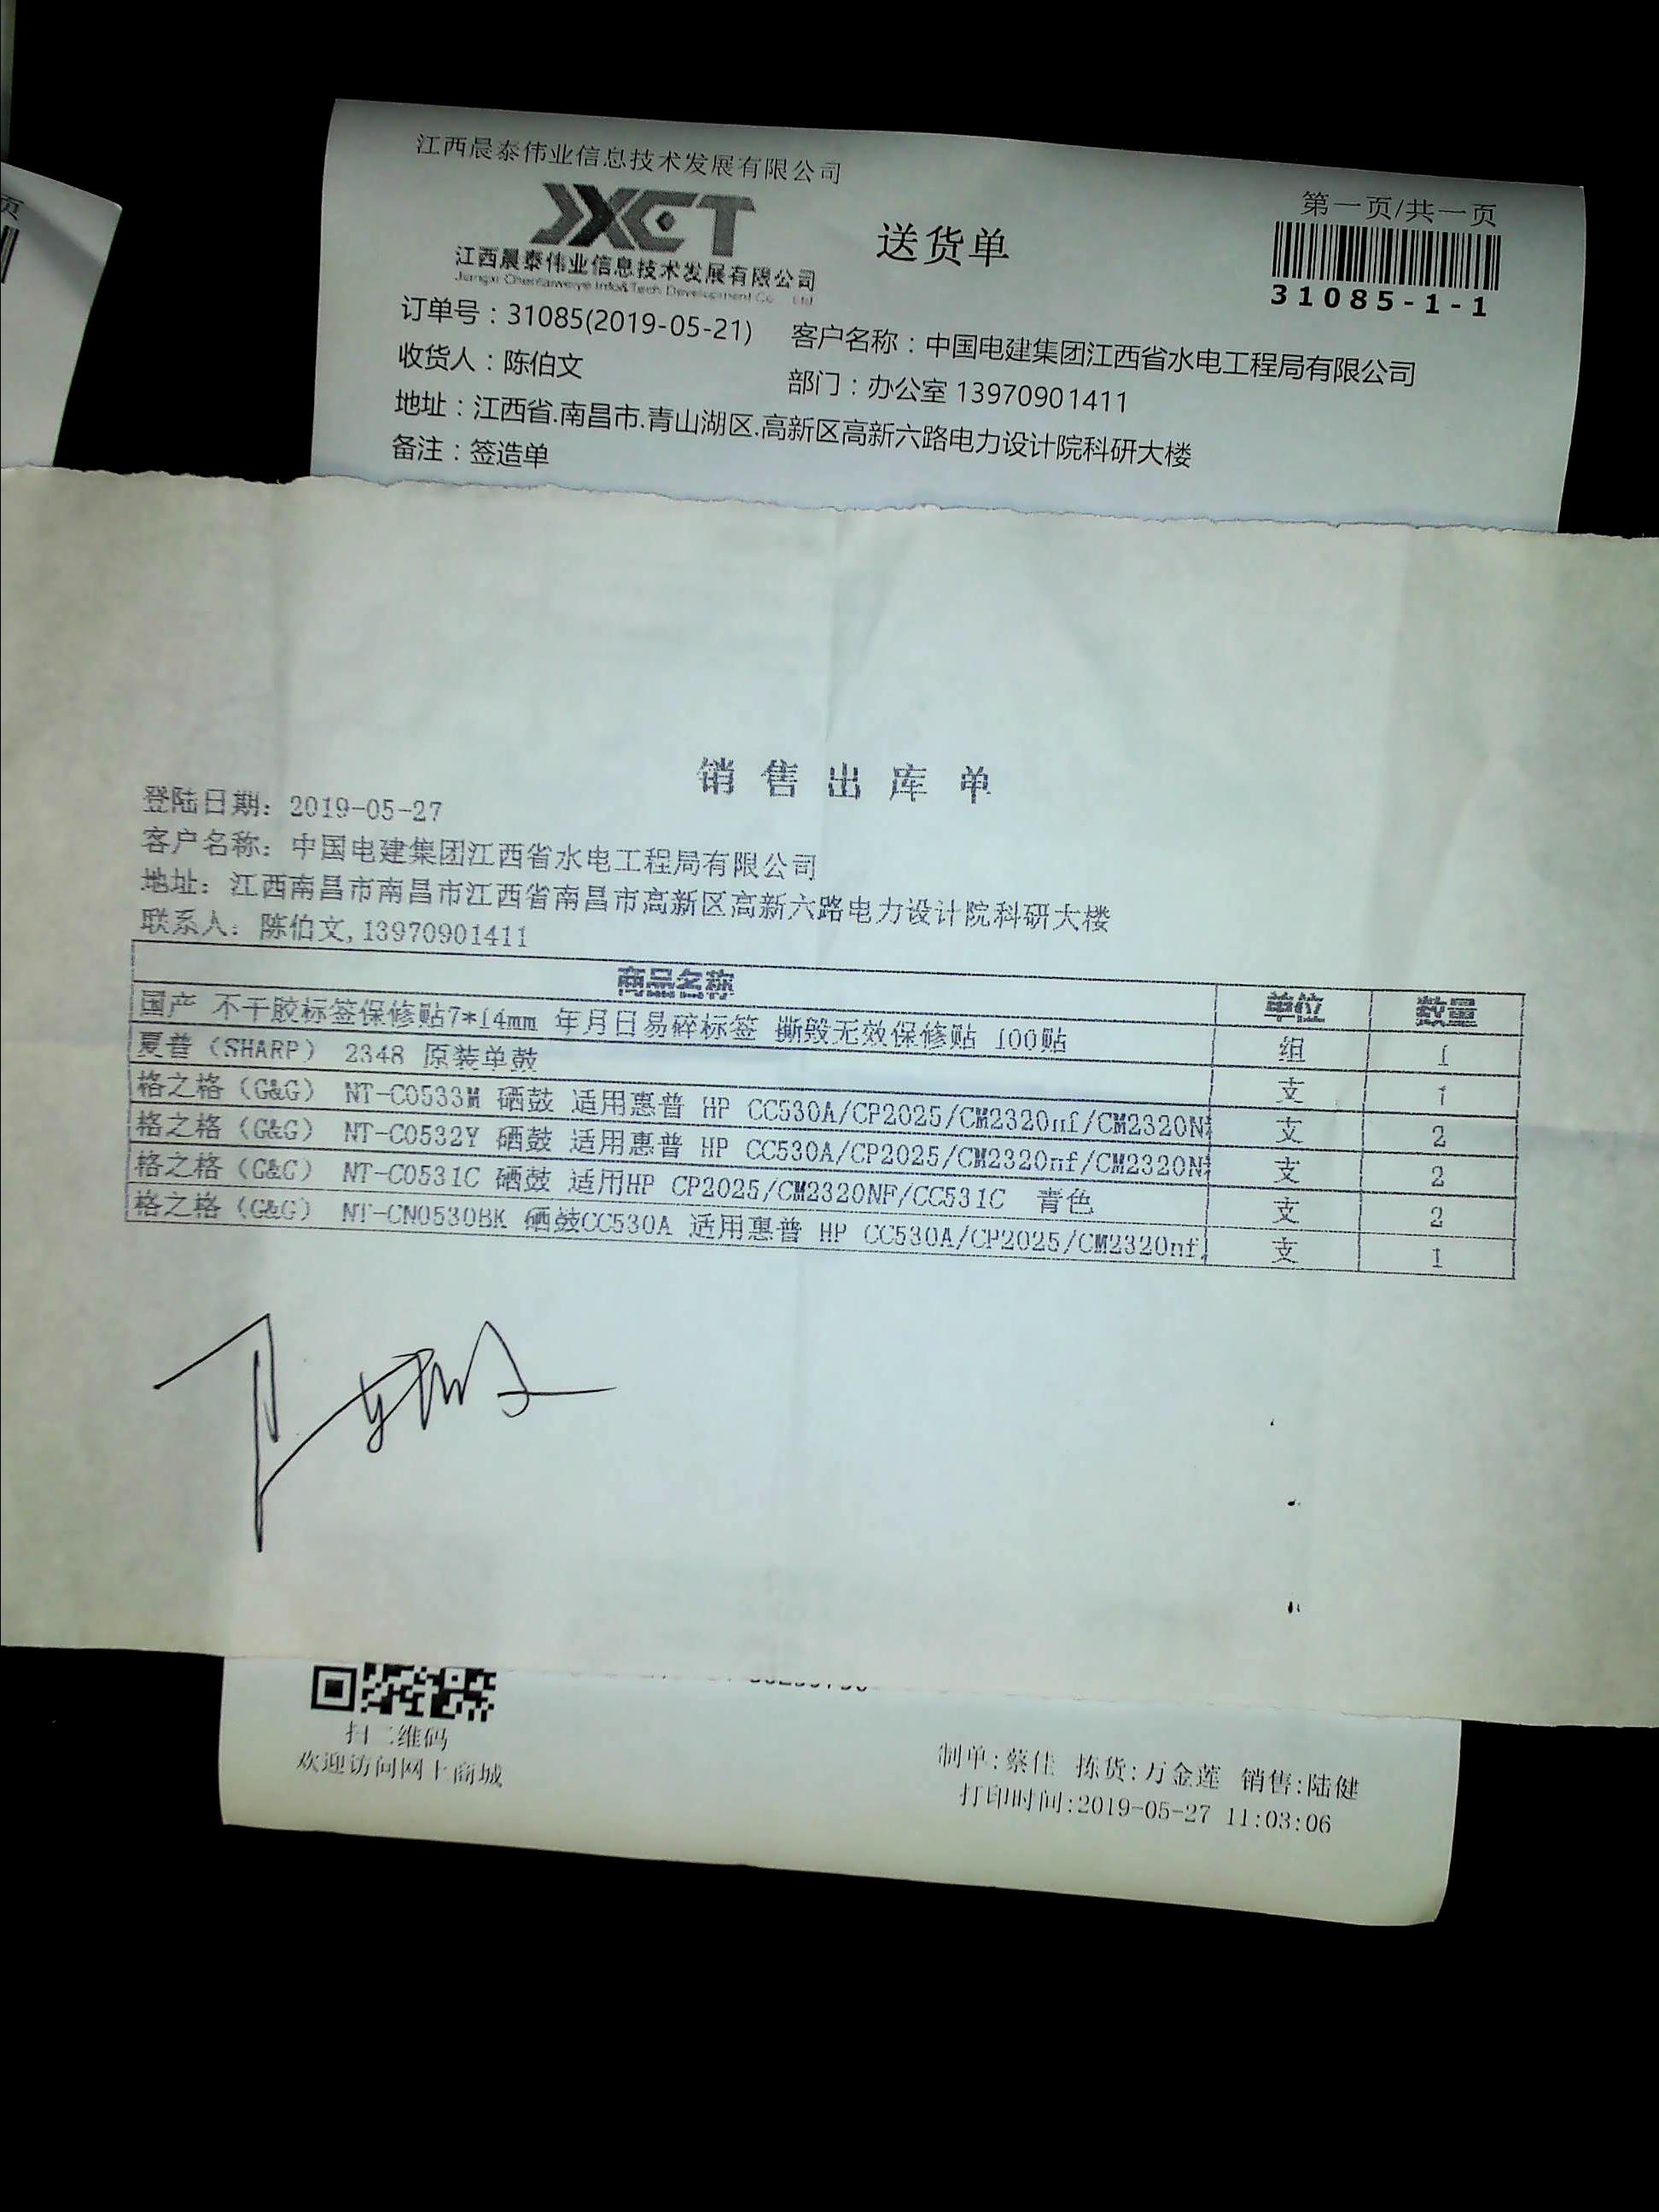 页
江西晨泰伟业信息技术发展有限公司
第一页/共一页
JXCT
送货单
江西晨泰伟业信息技术发展有限公司
Jiangxi Chentaiweiye Info&Tech Development Co., Ltd
31085-1-1
订单号：31085(2019-05-21) 客户名称：中国电建集团江西省水电工程局有限公司
收货人：陈伯文 部门：办公室 13970901411
地址：江西省.南昌市.青山湖区.高新区高新六路电力设计院科研大楼
备注：签造单
销售出库单
登陆日期：2019-05-27
客户名称：中国电建集团江西省水电工程局有限公司
地址：江西南昌市南昌市江西省南昌市高新区高新六路电力设计院科研大楼
联系人：陈伯文,13970901411
商品名称 单位 数量
国产 不干胶标签保修贴7*14mm 年月日易碎标签 撕毁无效保修贴 100贴 组 1
夏普（SHARP） 2348 原装单鼓 支 1
格之格（G&G） NT-C0533M 硒鼓 适用惠普 HP CC530A/CP2025/CM2320nf/CM2320N 支 2
格之格（G&G） NT-C0532Y 硒鼓 适用惠普 HP CC530A/CP2025/CM2320nf/CM2320N 支 2
格之格（G&G） NT-C0531C 硒鼓 适用HP CP2025/CM2320NF/CC531C 青色 支 2
格之格（G&G） NT-CN0530BK 硒鼓CC530A 适用惠普 HP CC530A/CP2025/CM2320nf 支 1
扫二维码
欢迎访问网上商城
制单:蔡佳 拣货:万金莲 销售:陆健
打印时间:2019-05-27 11:03:06